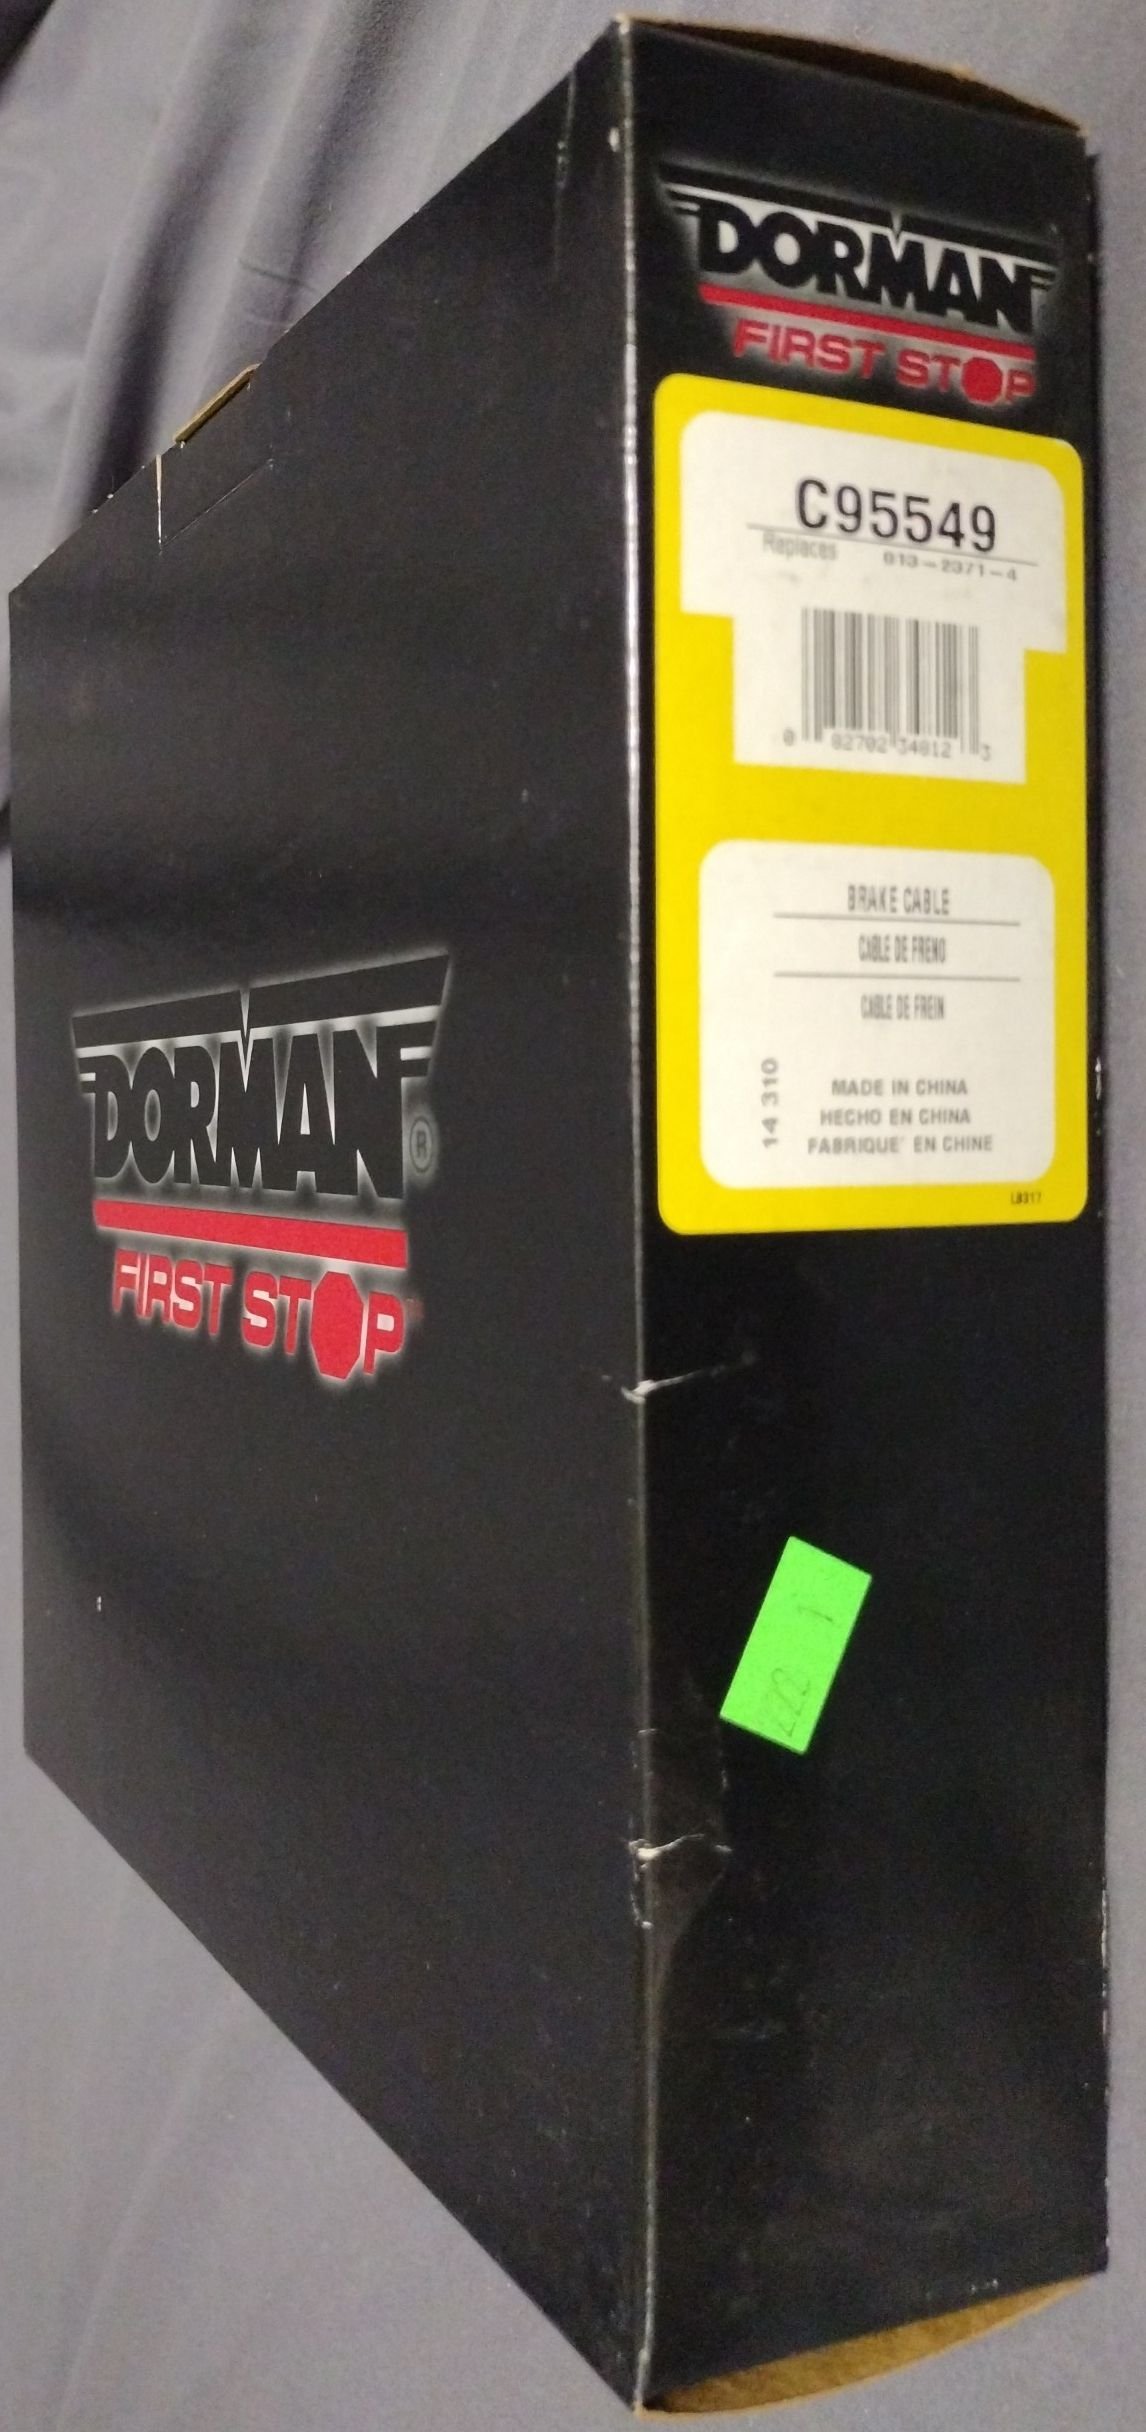 DORMAN
FIRST STOP
C95549
Replaces 013-2371-4
0 82702 34812 3
BRAKE CABLE
CABLE DE FRENO
CABLE DE FREIN
14 310
MADE IN CHINA
HECHO EN CHINA
FABRIQUE´ EN CHINE
LB317
DORMAN®
FIRST STOP